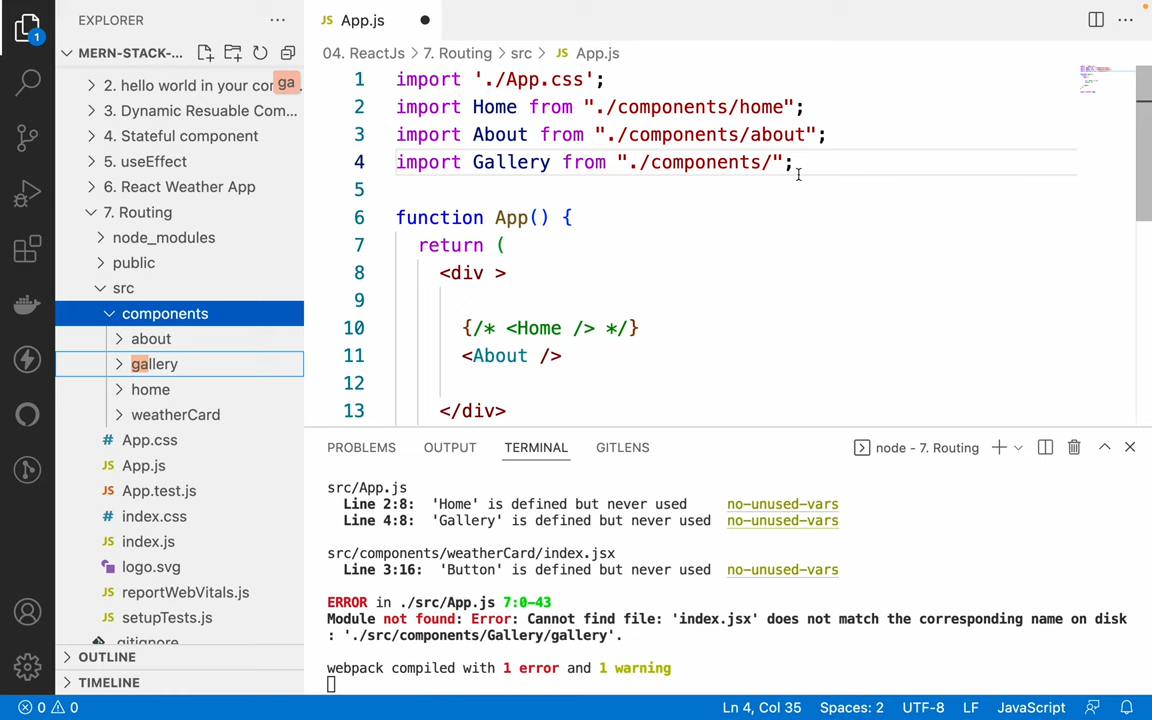 EXPLORER
MERN-STACK-...
2. hello world in your con...
ga
3. Dynamic Resuable Com...
4. Stateful component
5. useEffect
6. React Weather App
7. Routing
node_modules
public
src
components
about
gallery
home
weatherCard
# App.css
JS App.js
JS App.test.js
# index.css
JS index.js
logo.svg
JS reportWebVitals.js
JS setupTests.js
.gitignore
OUTLINE
TIMELINE
JS App.js
04. ReactJs > 7. Routing > src > JS App.js
1 import './App.css';
2 import Home from "./components/home";
3 import About from "./components/about";
4 import Gallery from "./components/";
5
6 function App() {
7 return (
8 <div >
9
10 {/* <Home /> */}
11 <About />
12
13 </div>
PROBLEMS OUTPUT TERMINAL GITLENS
node - 7. Routing
src/App.js
Line 2:8: 'Home' is defined but never used no-unused-vars
Line 4:8: 'Gallery' is defined but never used no-unused-vars
src/components/weatherCard/index.jsx
Line 3:16: 'Button' is defined but never used no-unused-vars
ERROR in ./src/App.js 7:0-43
Module not found: Error: Cannot find file: 'index.jsx' does not match the corresponding name on disk
: './src/components/Gallery/gallery'.
webpack compiled with 1 error and 1 warning
1
0 0 Ln 4, Col 35 Spaces: 2 UTF-8 LF JavaScript